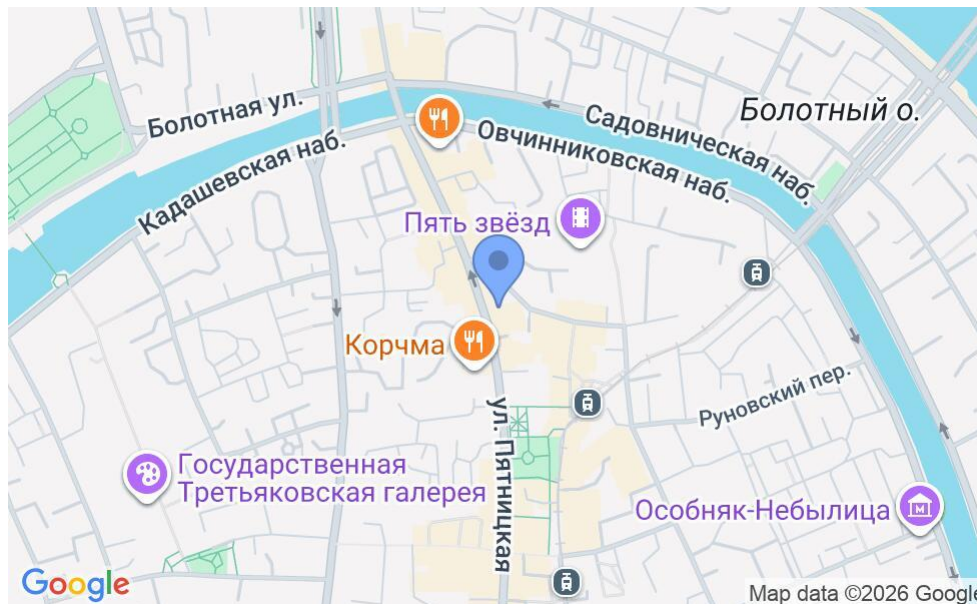 Болотная ул.
Кадашевская наб.
Садовническая наб.
Болотный о.
Овчинниковская наб.
Пять звёзд
Корчма
Руновский пер.
ул. Пятницкая
Государственная
Третьяковская галерея
Особняк-Небылица
Google
Map data ©2026 Google